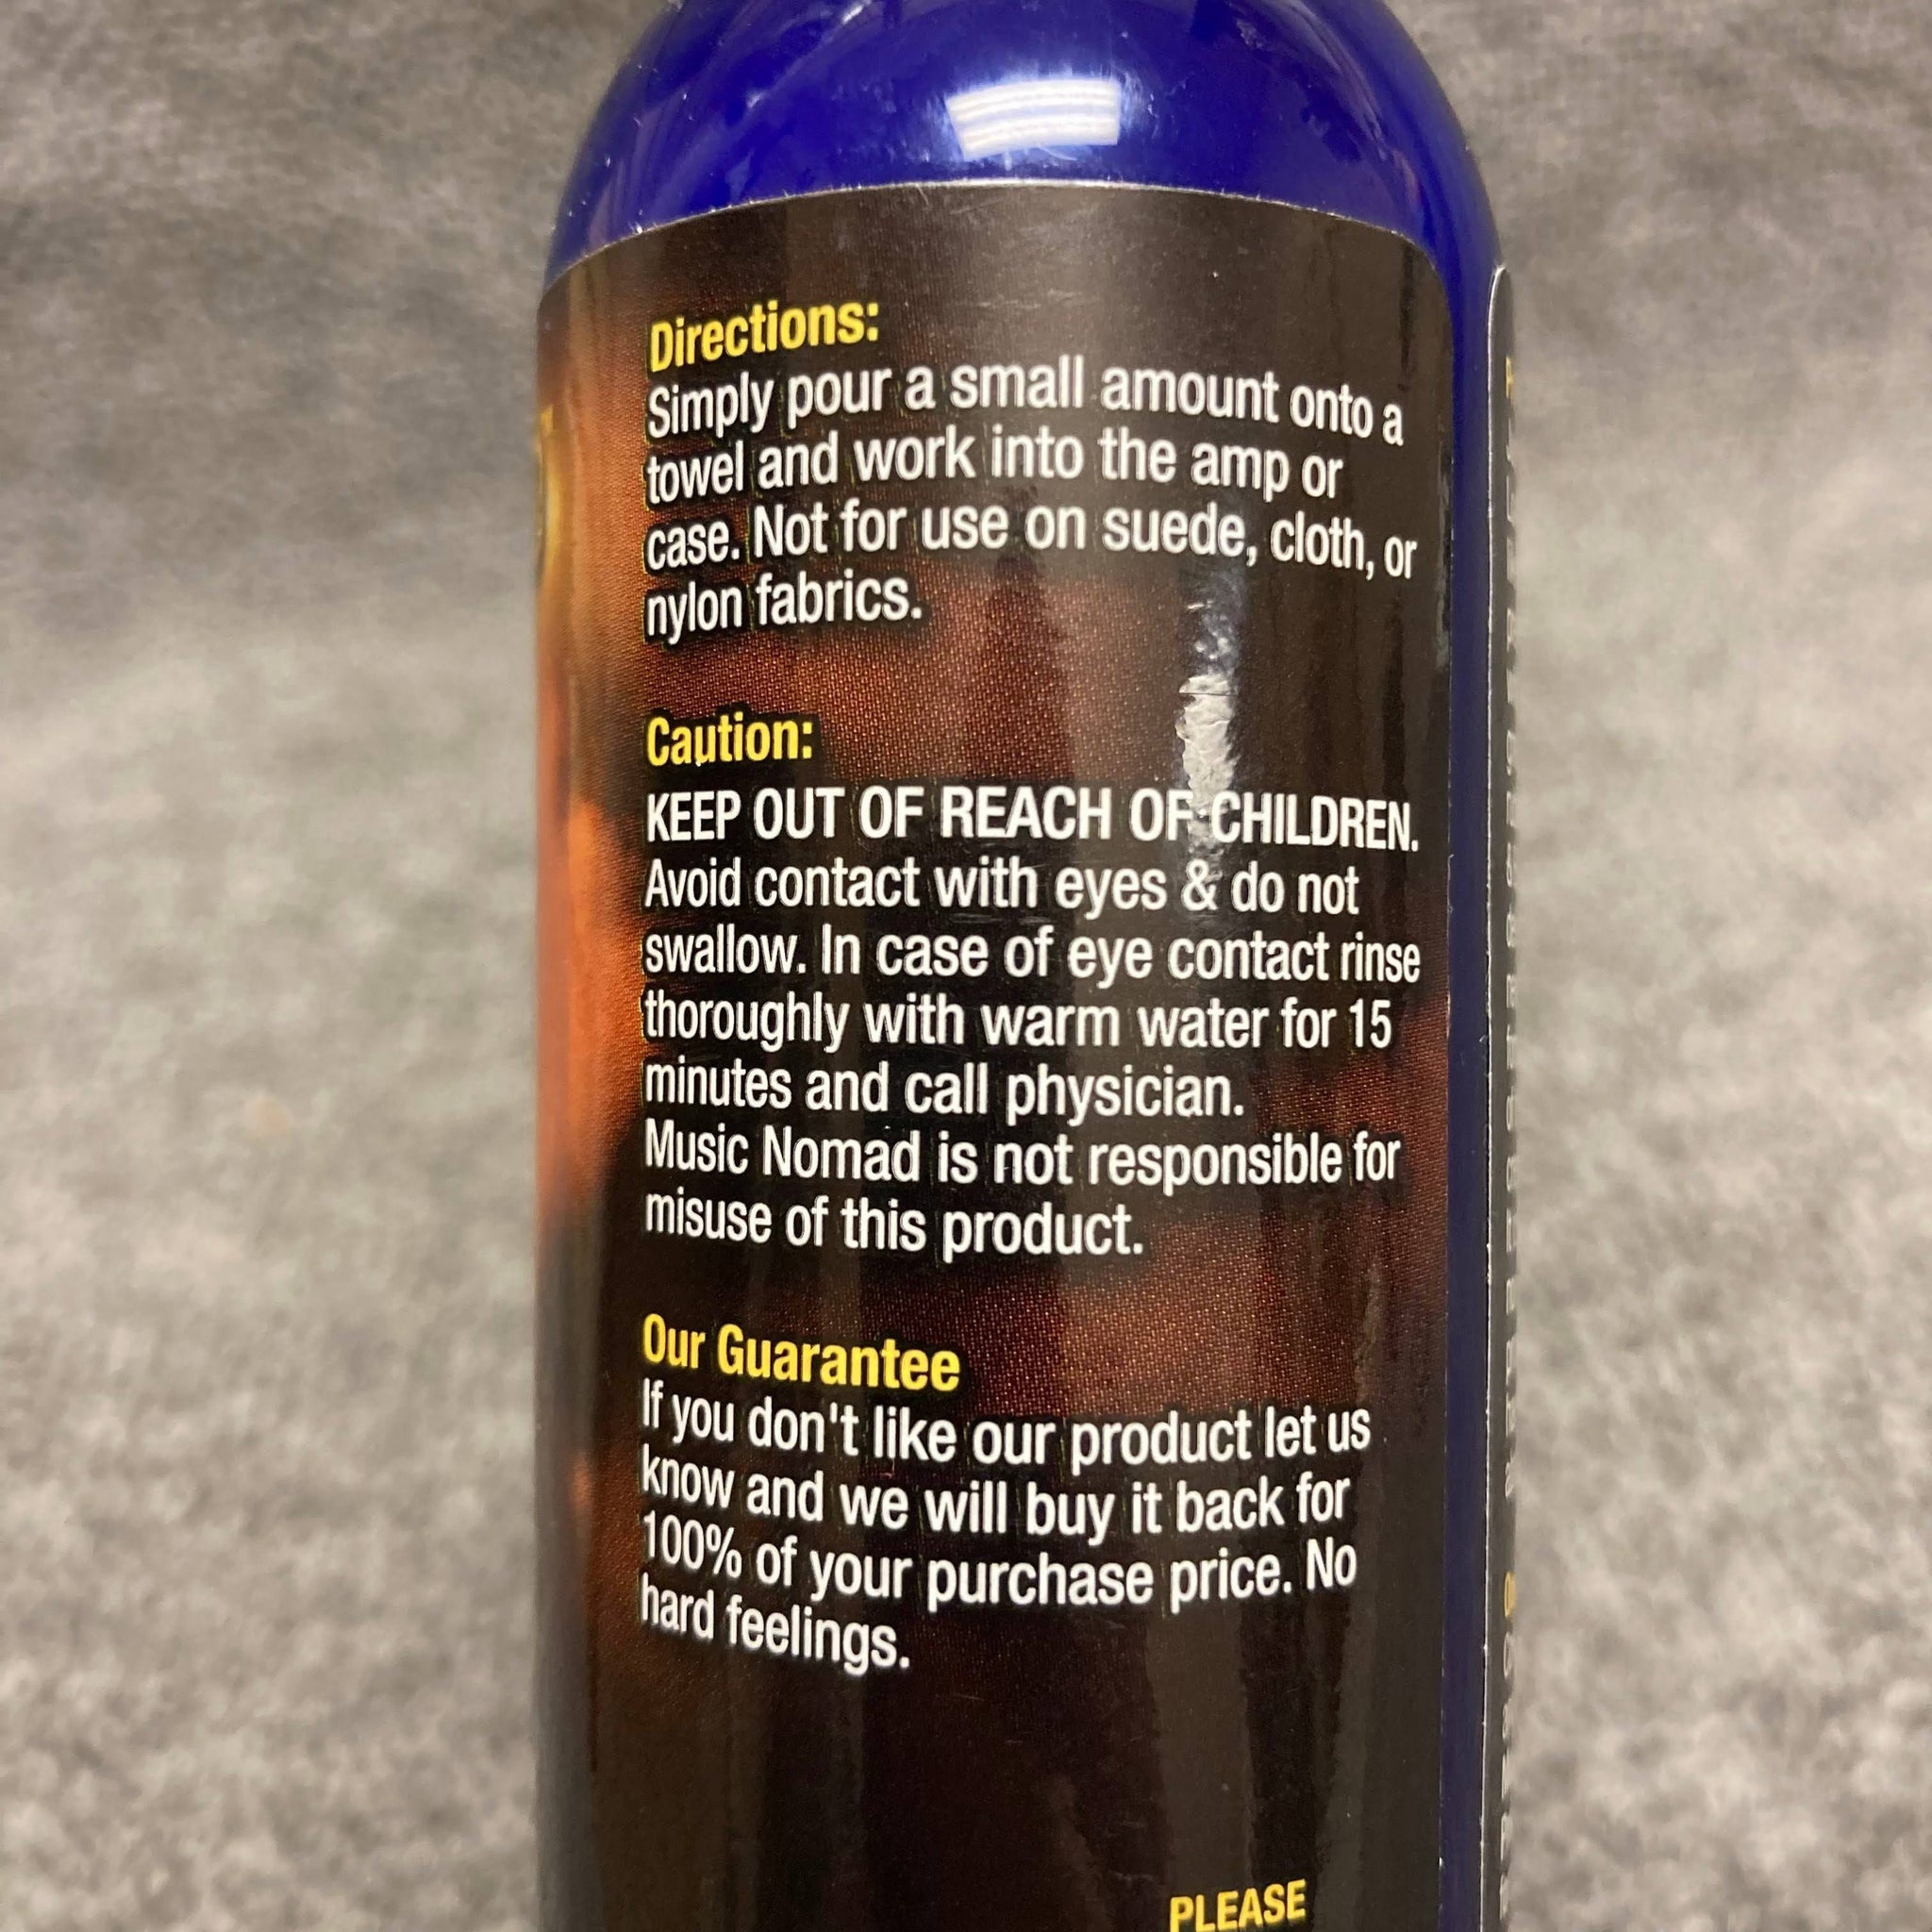 Directions:
Simply pour a small amount onto a
towel and work into the amp or
case. Not for use on suede, cloth, or
nylon fabrics.
Caution:
KEEP OUT OF REACH OF CHILDREN.
Avoid contact with eyes & do not
swallow. In case of eye contact rinse
thoroughly with warm water for 15
minutes and call physician.
Music Nomad is not responsible for
misuse of this product.
Our Guarantee
If you don't like our product let us
know and we will buy it back for
100% of your purchase price. No
hard feelings.
PLEASE